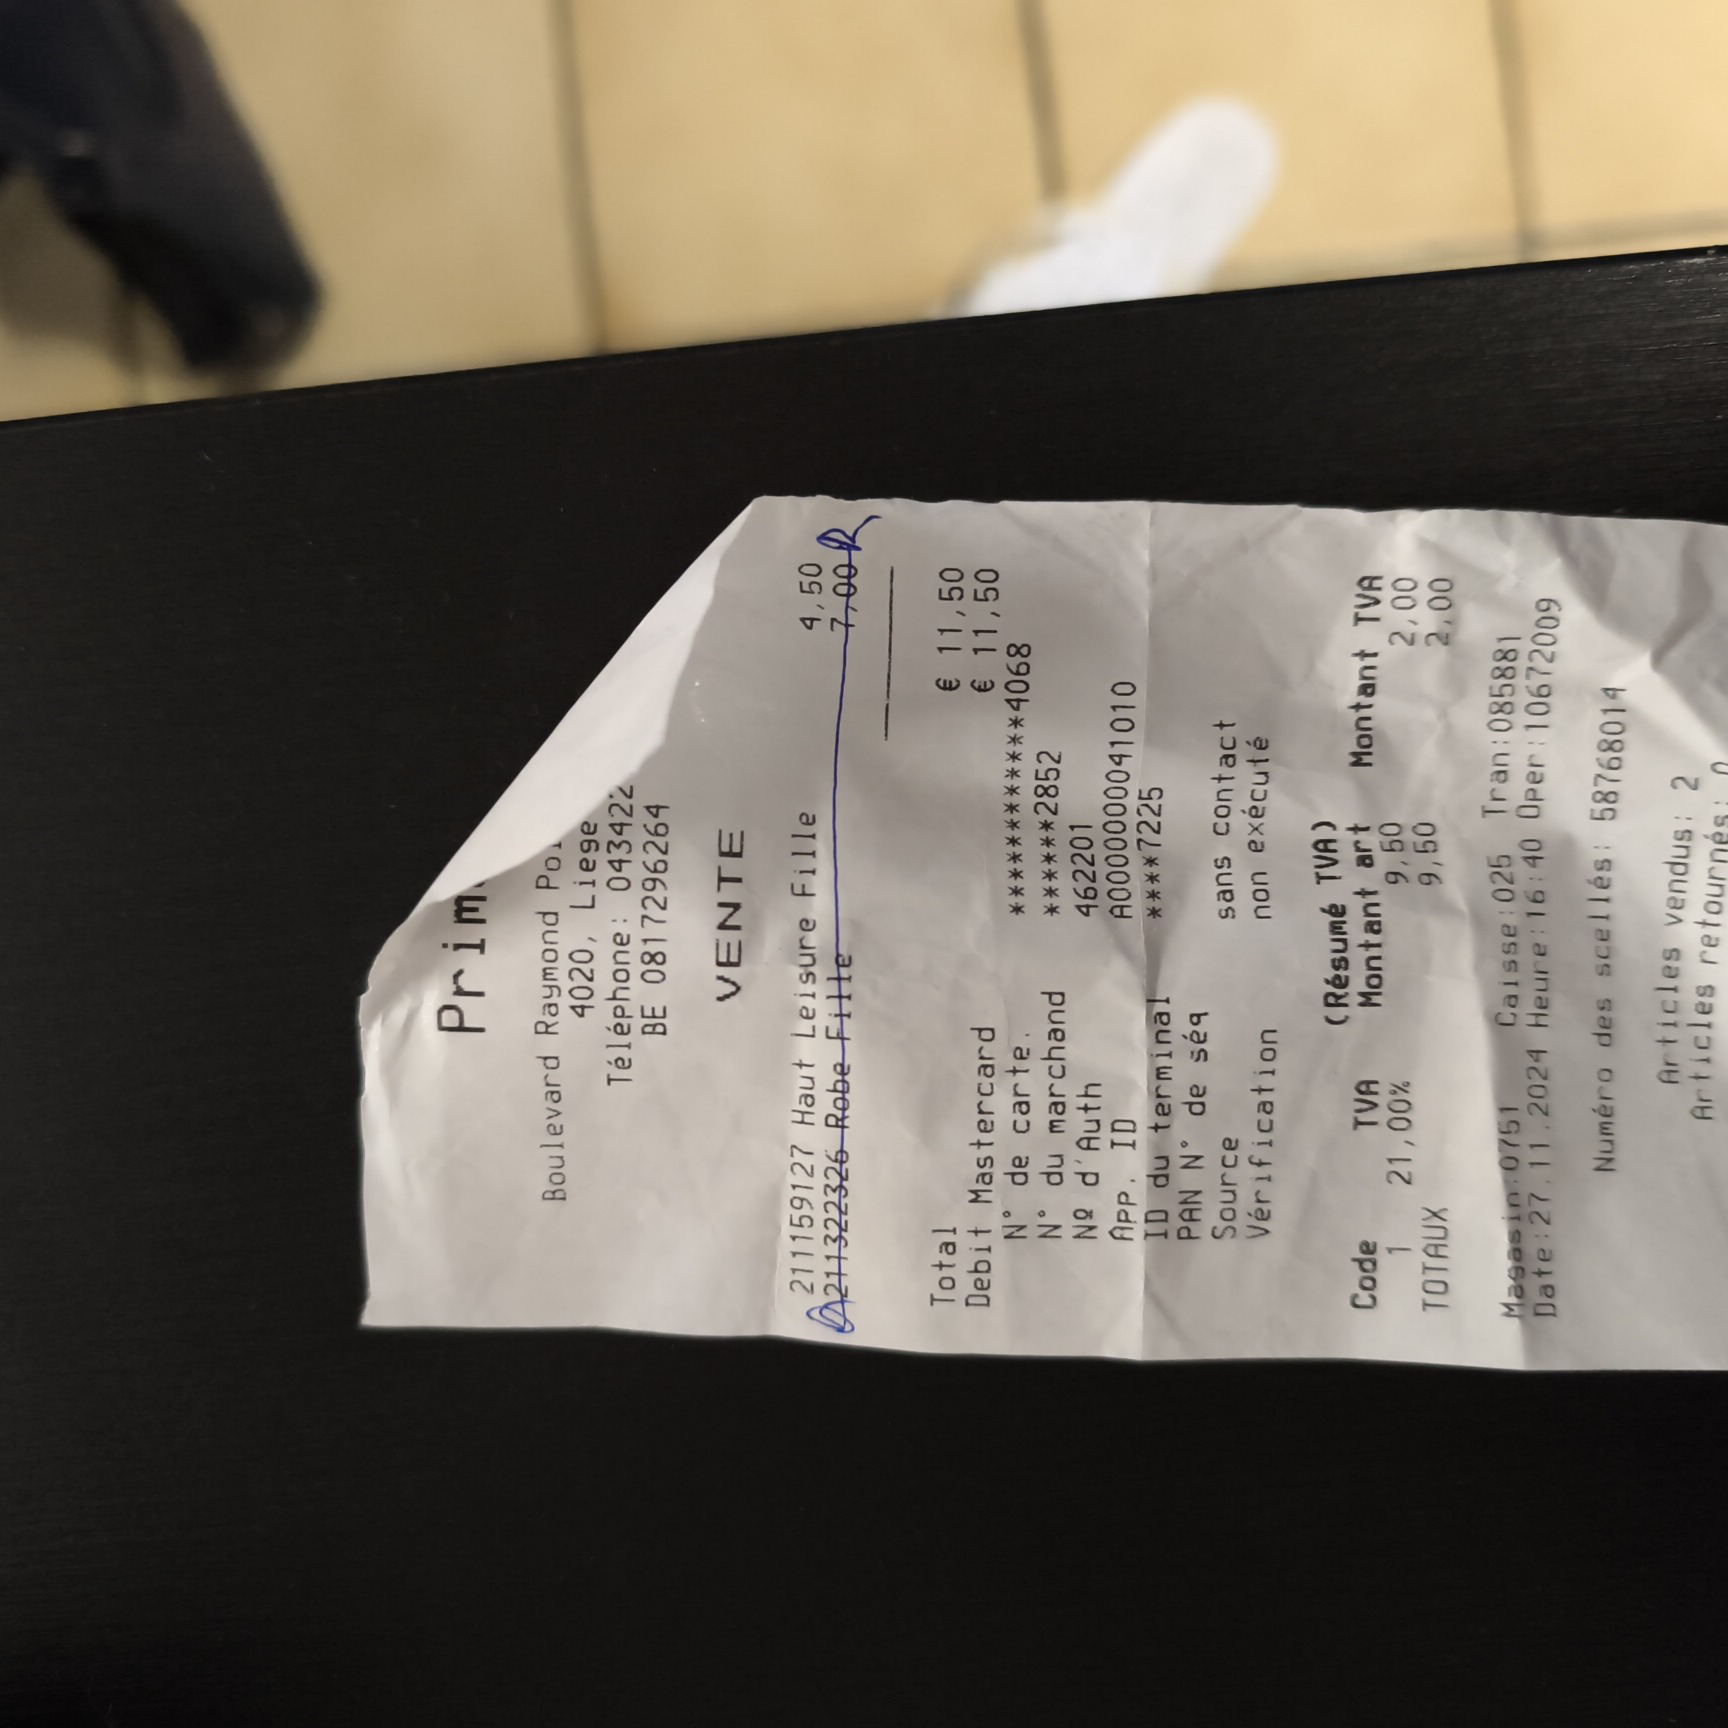 Prim
Boulevard Raymond Poi
4020, Liege
Téléphone: 043422
BE 0817296264
VENTE
211159127 Haut Leisure Fille 4,50
211322326 Robe Fille 7,00 R
Total € 11,50
Debit Mastercard € 11,50
N° de carte. ************4068
N° du marchand ******2852
Nº d'Auth 462201
App. ID A0000000041010
ID du terminal ****7225
PAN N° de séq
Source sans contact
Vérification non exécuté
(Résumé TVA)
Code TVA Montant art Montant TVA
1 21,00% 9,50 2,00
TOTAUX 9,50 2,00
Magasin:0751 Caisse:025 Tran:085881
Date:27.11.2024 Heure:16:40 Oper:10672009
Numéro des scellés: 58768014
Articles vendus: 2
Articles retournés: 0